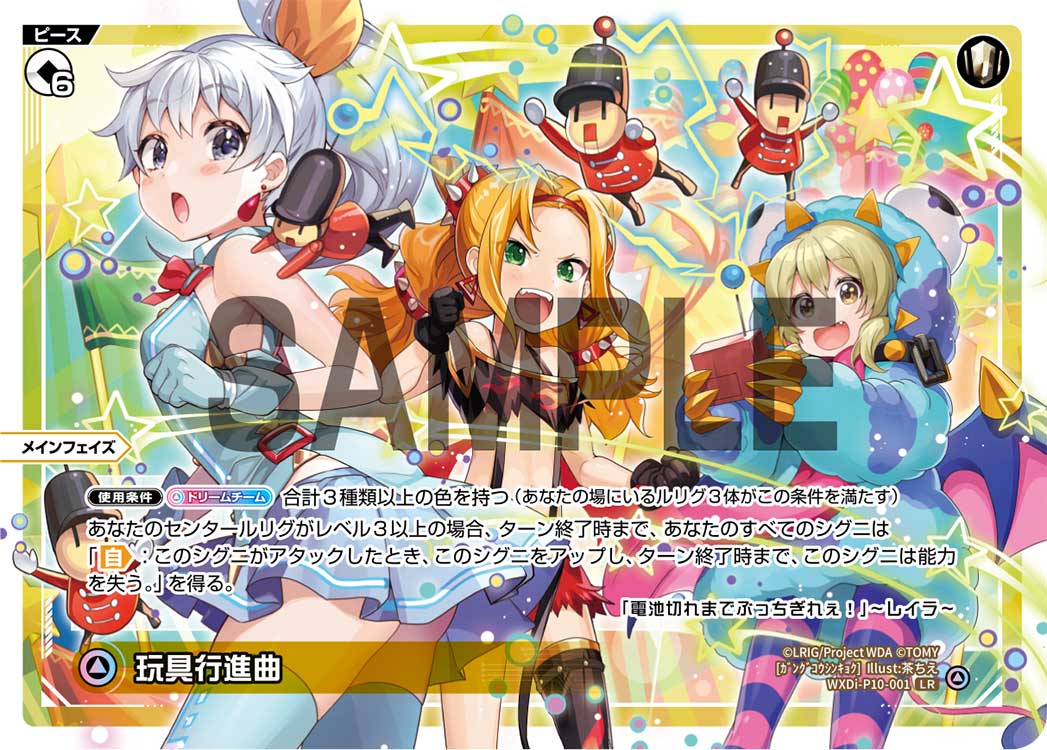 ピース
6
SAMPLE
メインフェイズ
使用条件 ドリームチーム 合計３種類以上の色を持つ（あなたの場にいるルリグ３体がこの条件を満たす）
あなたのセンタールリグがレベル３以上の場合、ターン終了時まで、あなたのすべてのシグニは
「自：このシグニがアタックしたとき、このシグニをアップし、ターン終了時まで、このシグニは能力
を失う。」を得る。
「電池切れまでぶっちぎれぇ！」～レイラ～
玩具行進曲
©LRIG/Project WDA ©TOMY
[ｶﾞﾝｸﾞｺｳｼﾝｷｮｸ] Illust:茶ちえ
WXDi-P10-001 LR